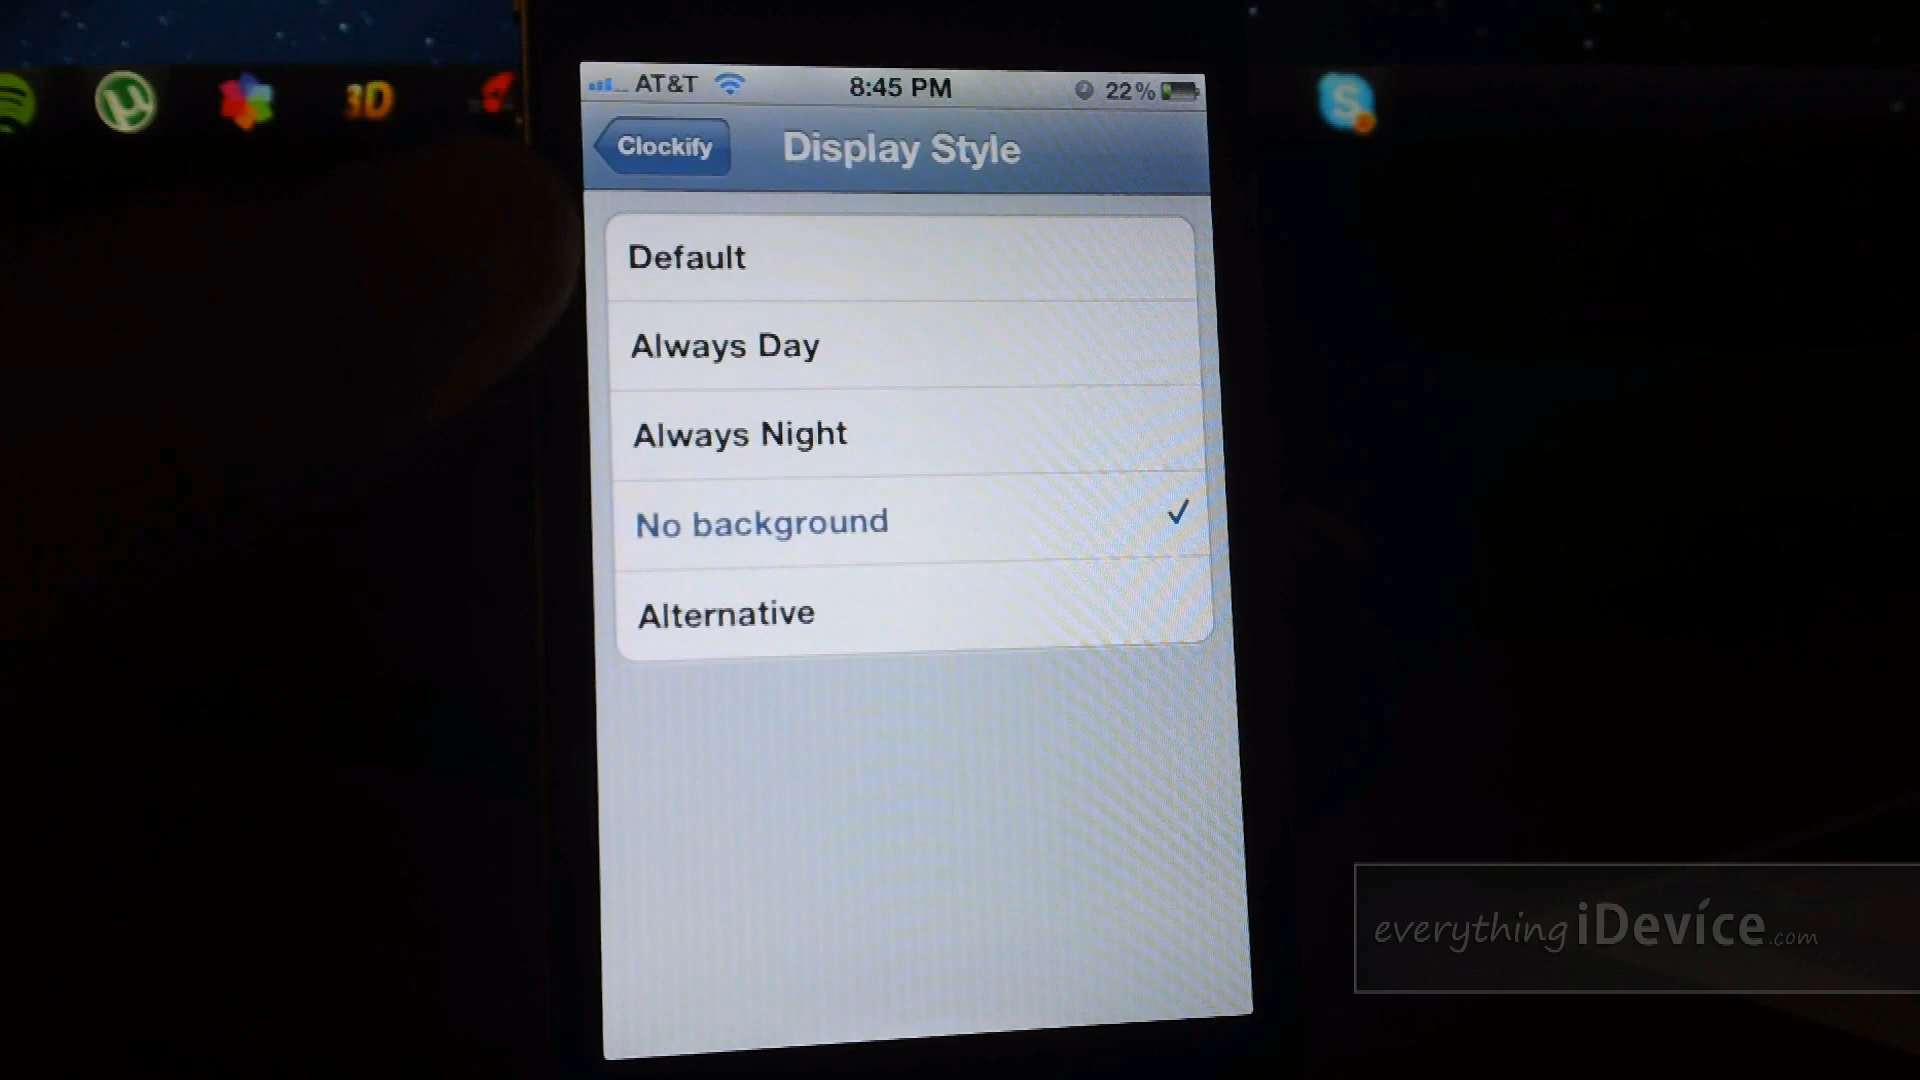 AT&T 8:45 PM 22%
Clockify Display Style
Default
Always Day
Always Night
No background
Alternative
3D
everything iDevice.com